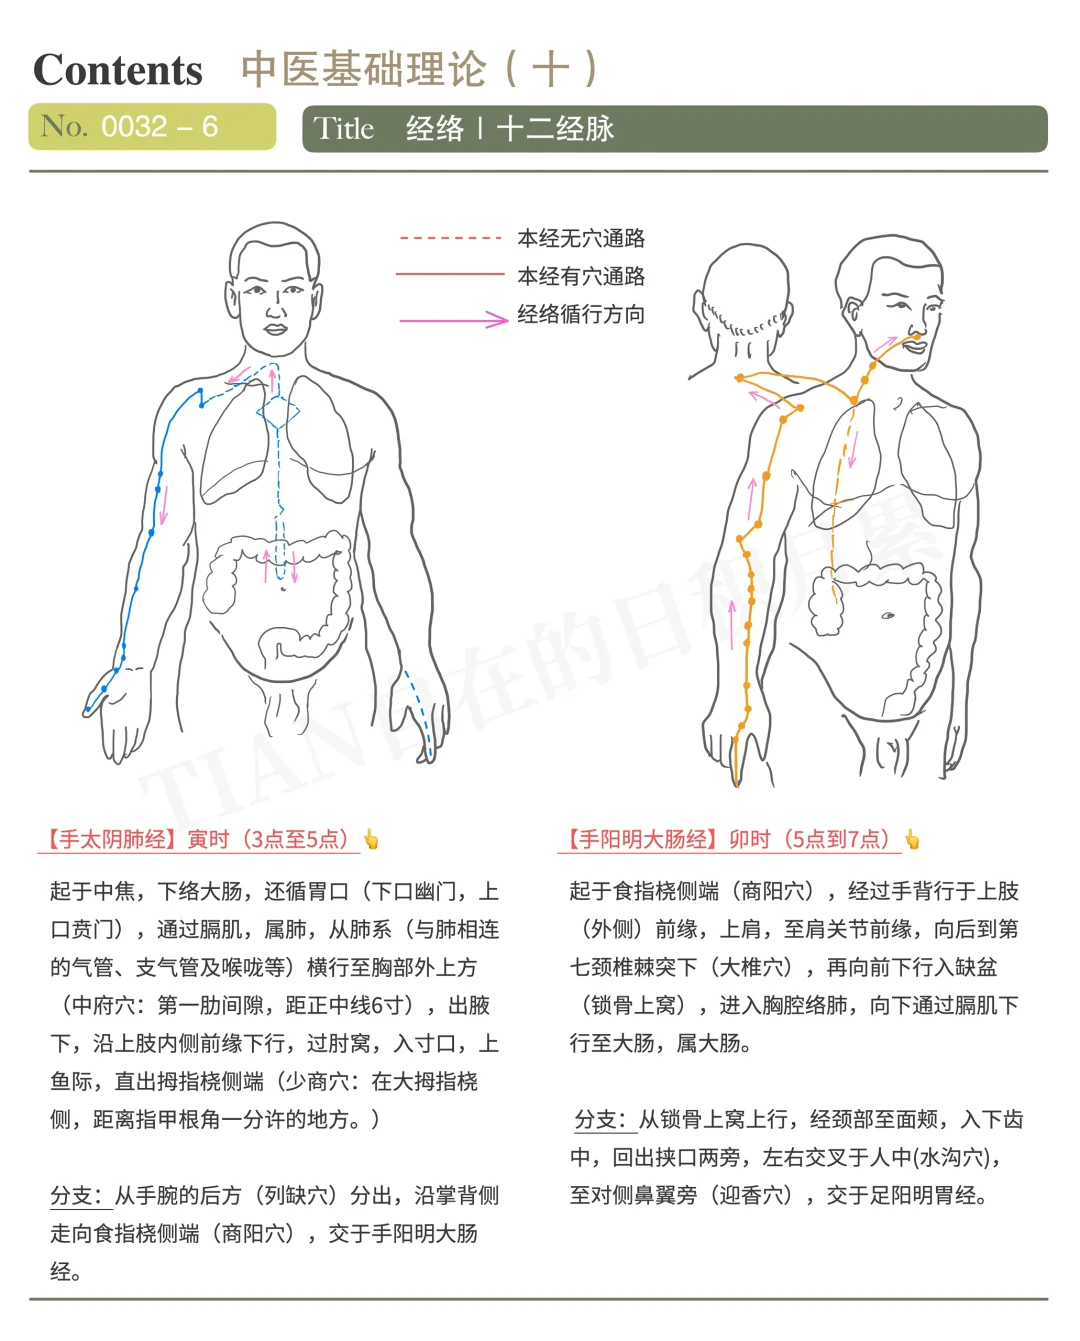 Contents 中医基础理论（十）
No. 0032 – 6
Title 经络 | 十二经脉
本经无穴通路
本经有穴通路
经络循行方向
TIAN自在的日积月累
【手太阴肺经】寅时（3点至5点）👆
起于中焦，下络大肠，还循胃口（下口幽门，上
口贲门），通过膈肌，属肺，从肺系（与肺相连
的气管、支气管及喉咙等）横行至胸部外上方
（中府穴：第一肋间隙，距正中线6寸），出腋
下，沿上肢内侧前缘下行，过肘窝，入寸口，上
鱼际，直出拇指桡侧端（少商穴：在大拇指桡
侧，距离指甲根角一分许的地方。）
分支：从手腕的后方（列缺穴）分出，沿掌背侧
走向食指桡侧端（商阳穴），交于手阳明大肠
经。
【手阳明大肠经】卯时（5点到7点）👆
起于食指桡侧端（商阳穴），经过手背行于上肢
（外侧）前缘，上肩，至肩关节前缘，向后到第
七颈椎棘突下（大椎穴），再向前下行入缺盆
（锁骨上窝），进入胸腔络肺，向下通过膈肌下
行至大肠，属大肠。
分支：从锁骨上窝上行，经颈部至面颊，入下齿
中，回出挟口两旁，左右交叉于人中(水沟穴)，
至对侧鼻翼旁（迎香穴），交于足阳明胃经。